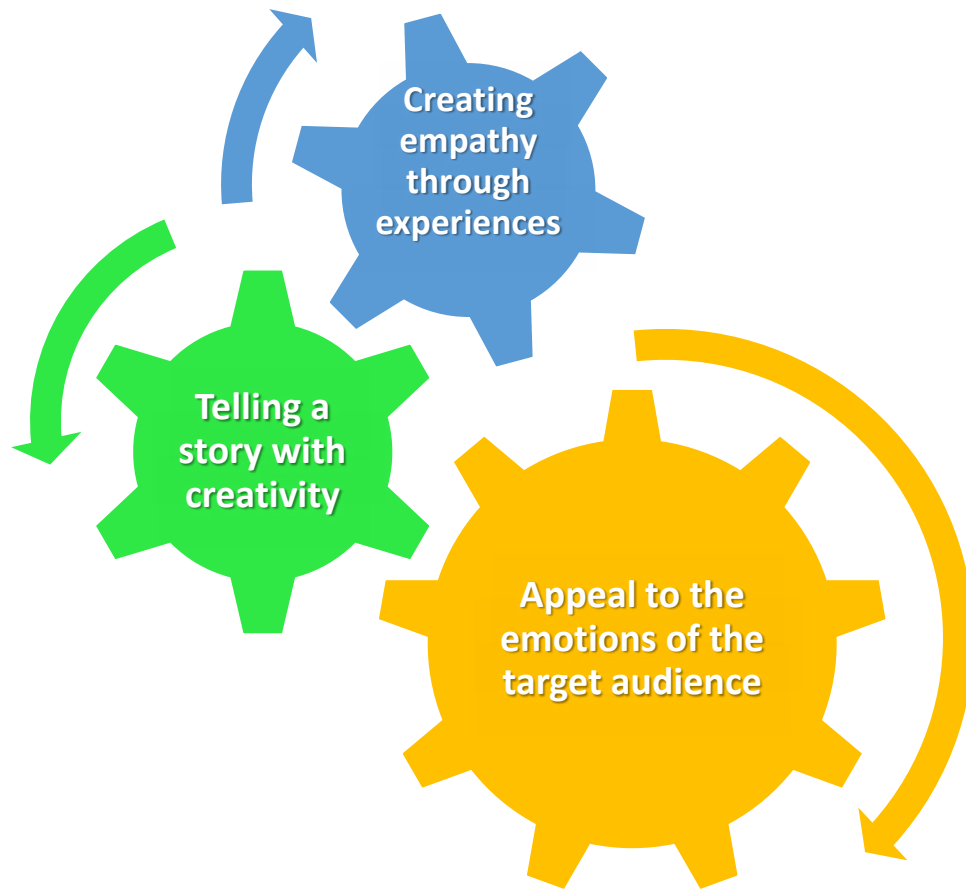 Creating
empathy
through
experiences
Telling a
story with
creativity
Appeal to the
emotions of the
target audience